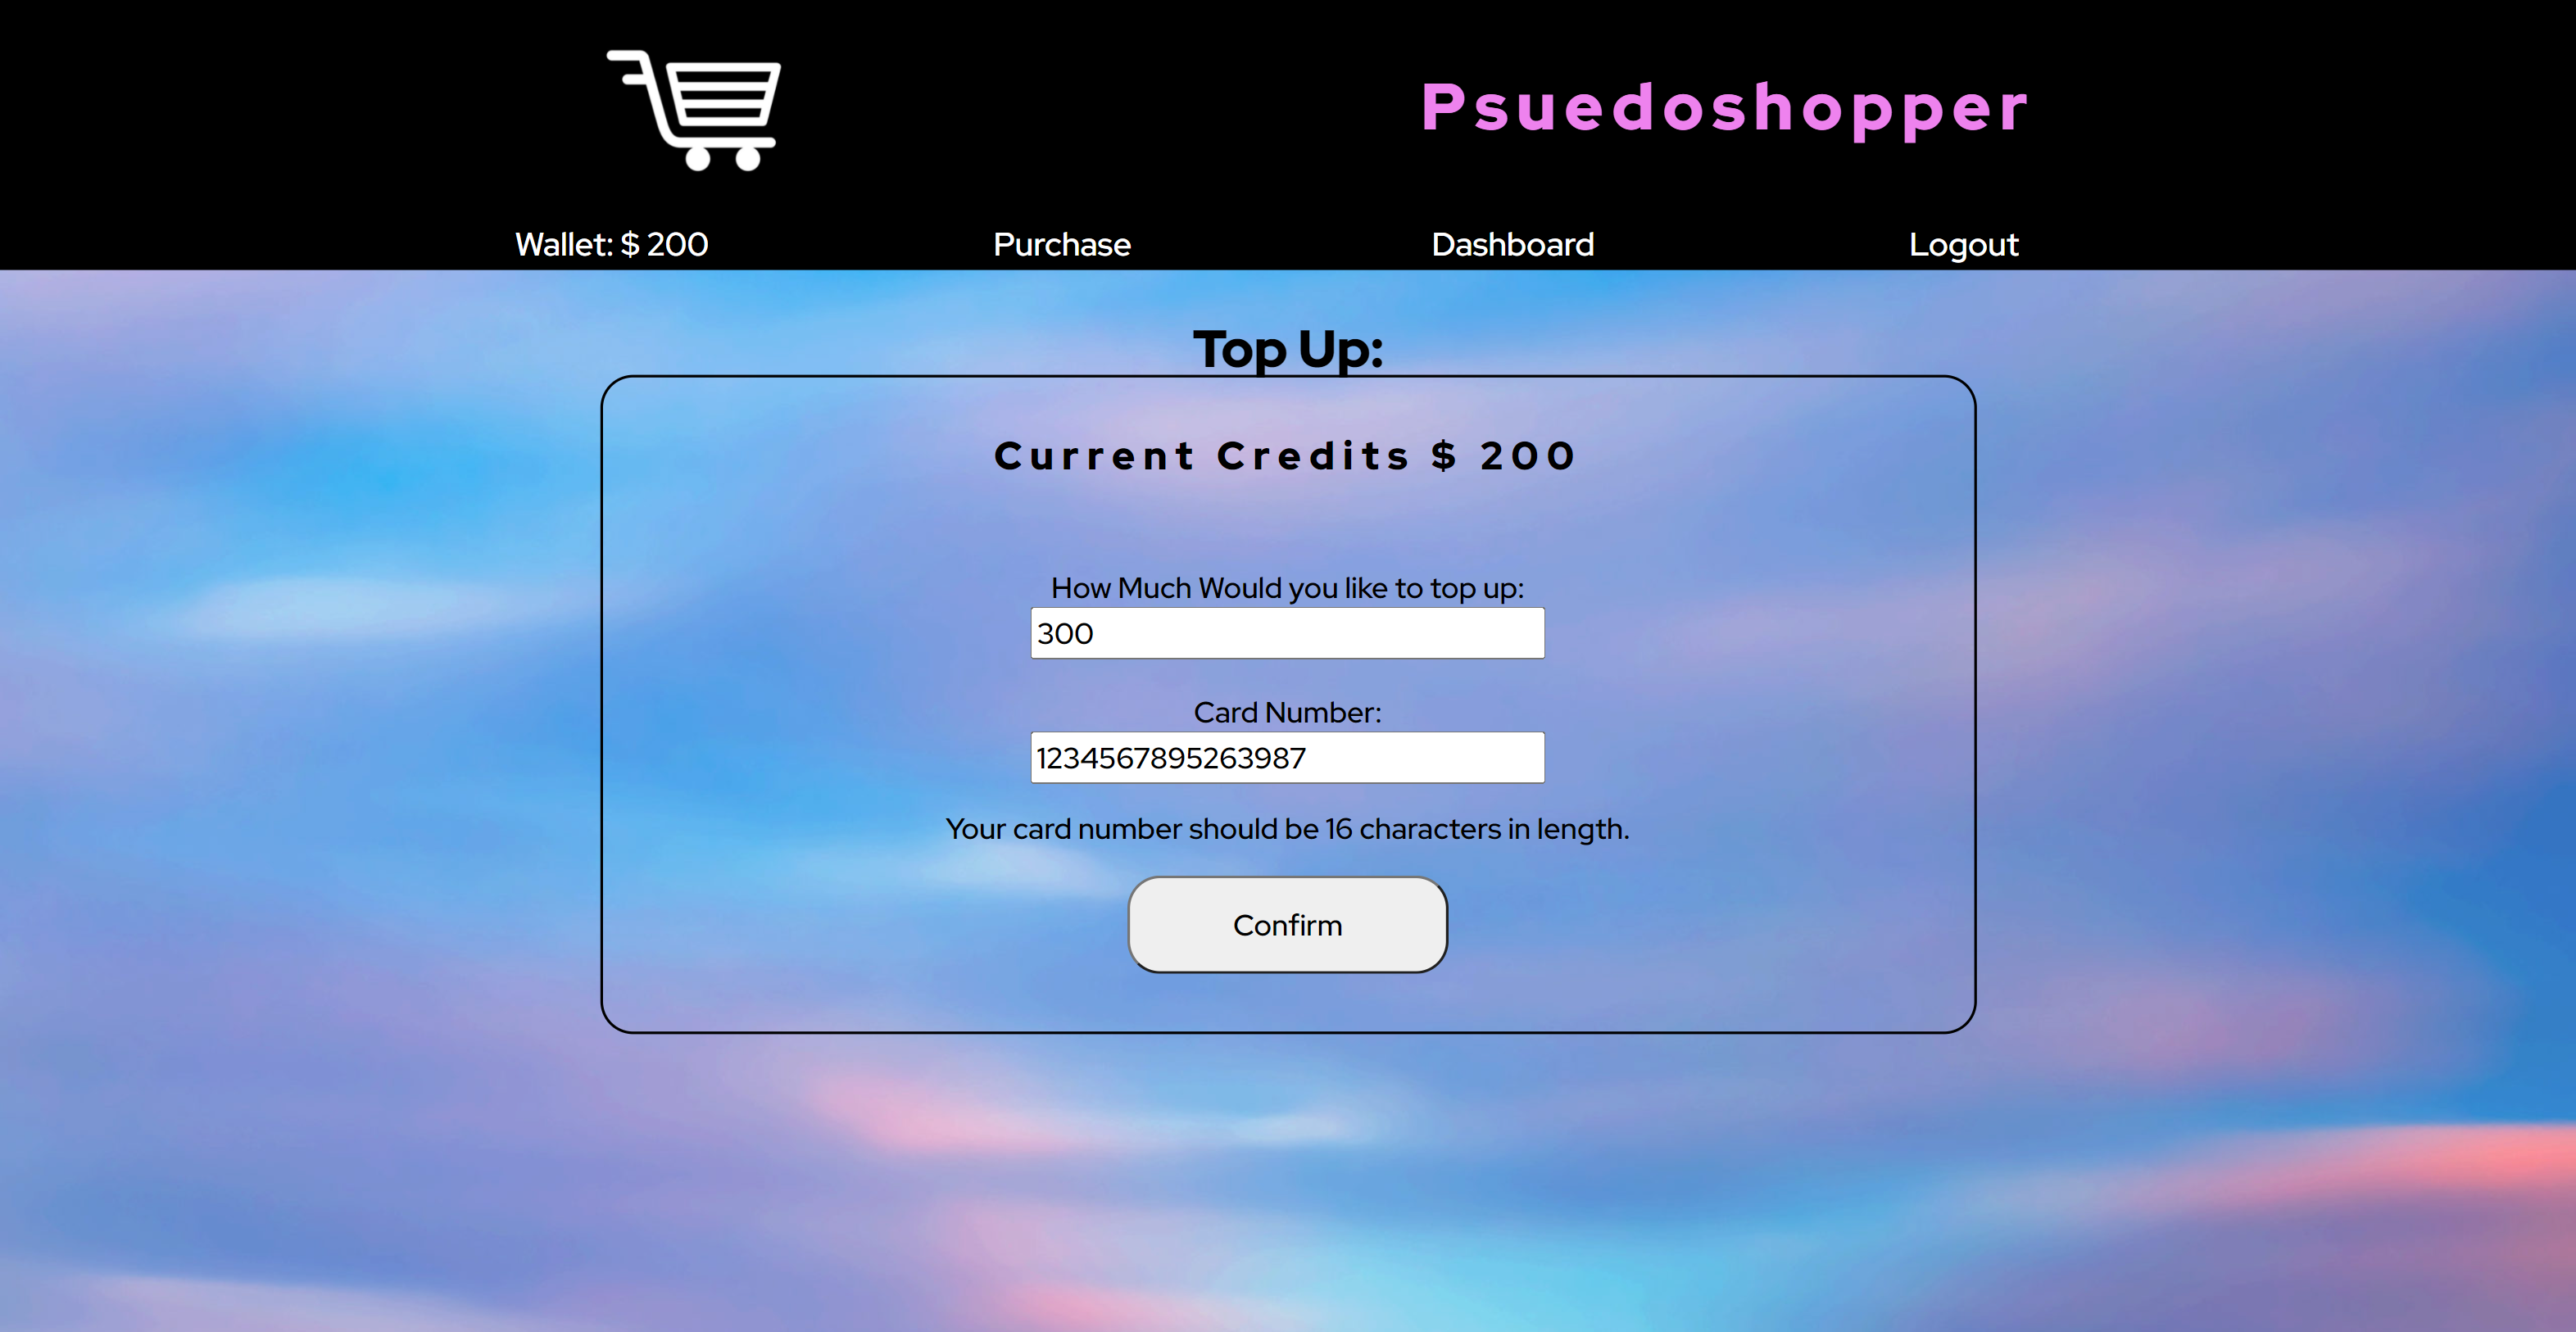 Psuedoshopper
Wallet: $ 200 Purchase Dashboard Logout
Top Up:
Current Credits $ 200
How Much Would you like to top up:
300
Card Number:
1234567895263987
Your card number should be 16 characters in length.
Confirm